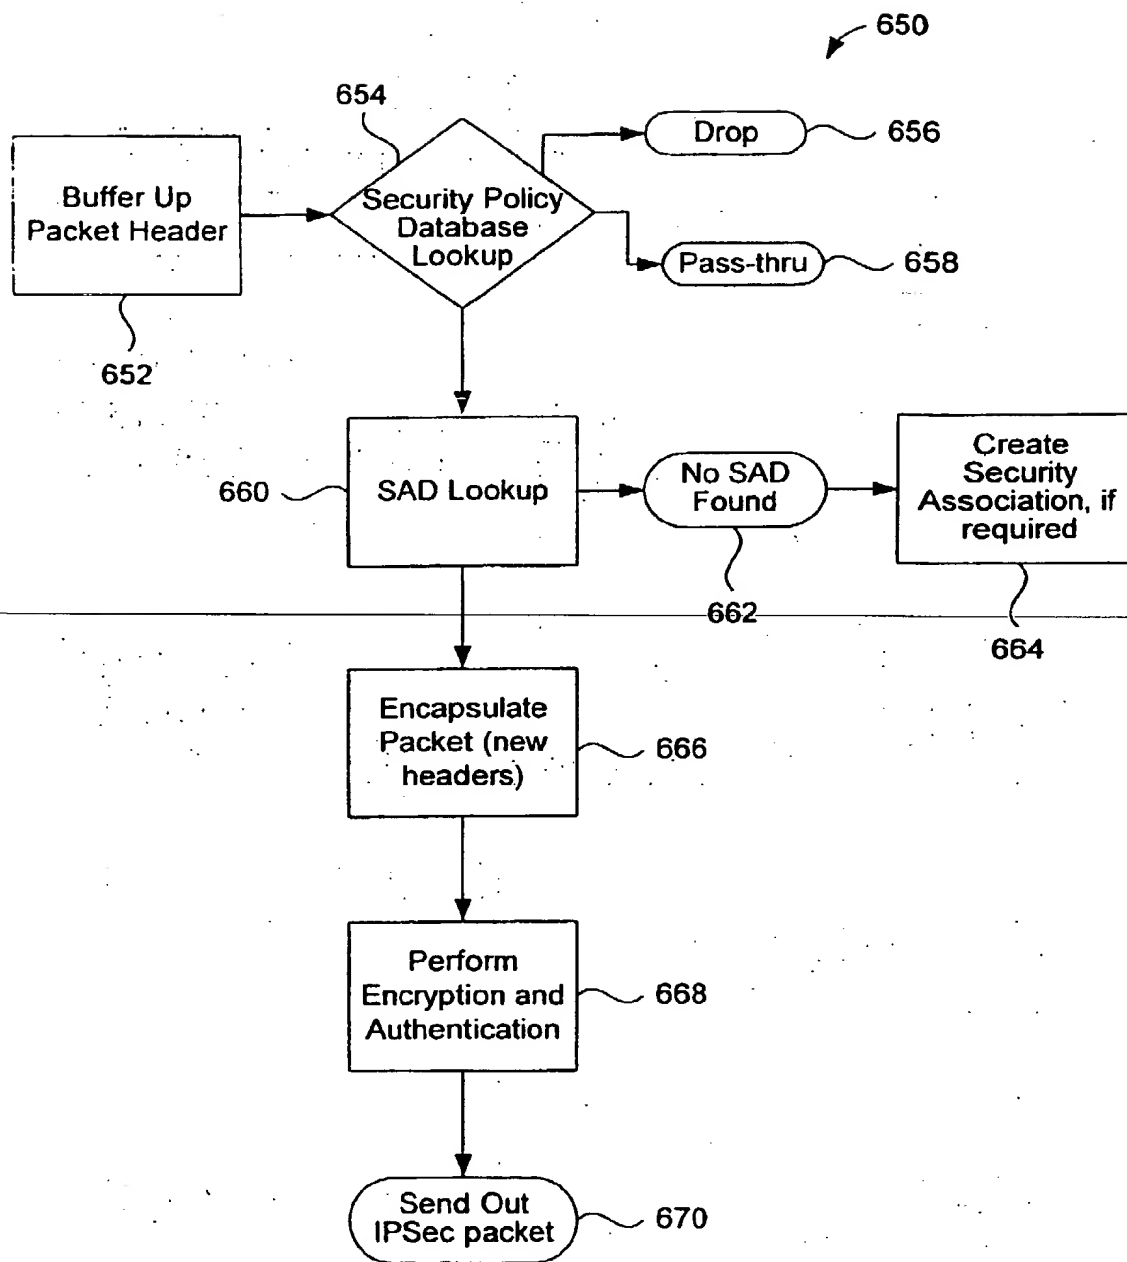 650
654
Drop
656
Buffer Up
Packet Header
Security Policy
Database
Lookup
Pass-thru
658
652
660
SAD Lookup
No SAD
Found
Create
Security
Association, if
required
662
664
Encapsulate
Packet (new
headers)
666
Perform
Encryption and
Authentication
668
Send Out
IPSec packet
670